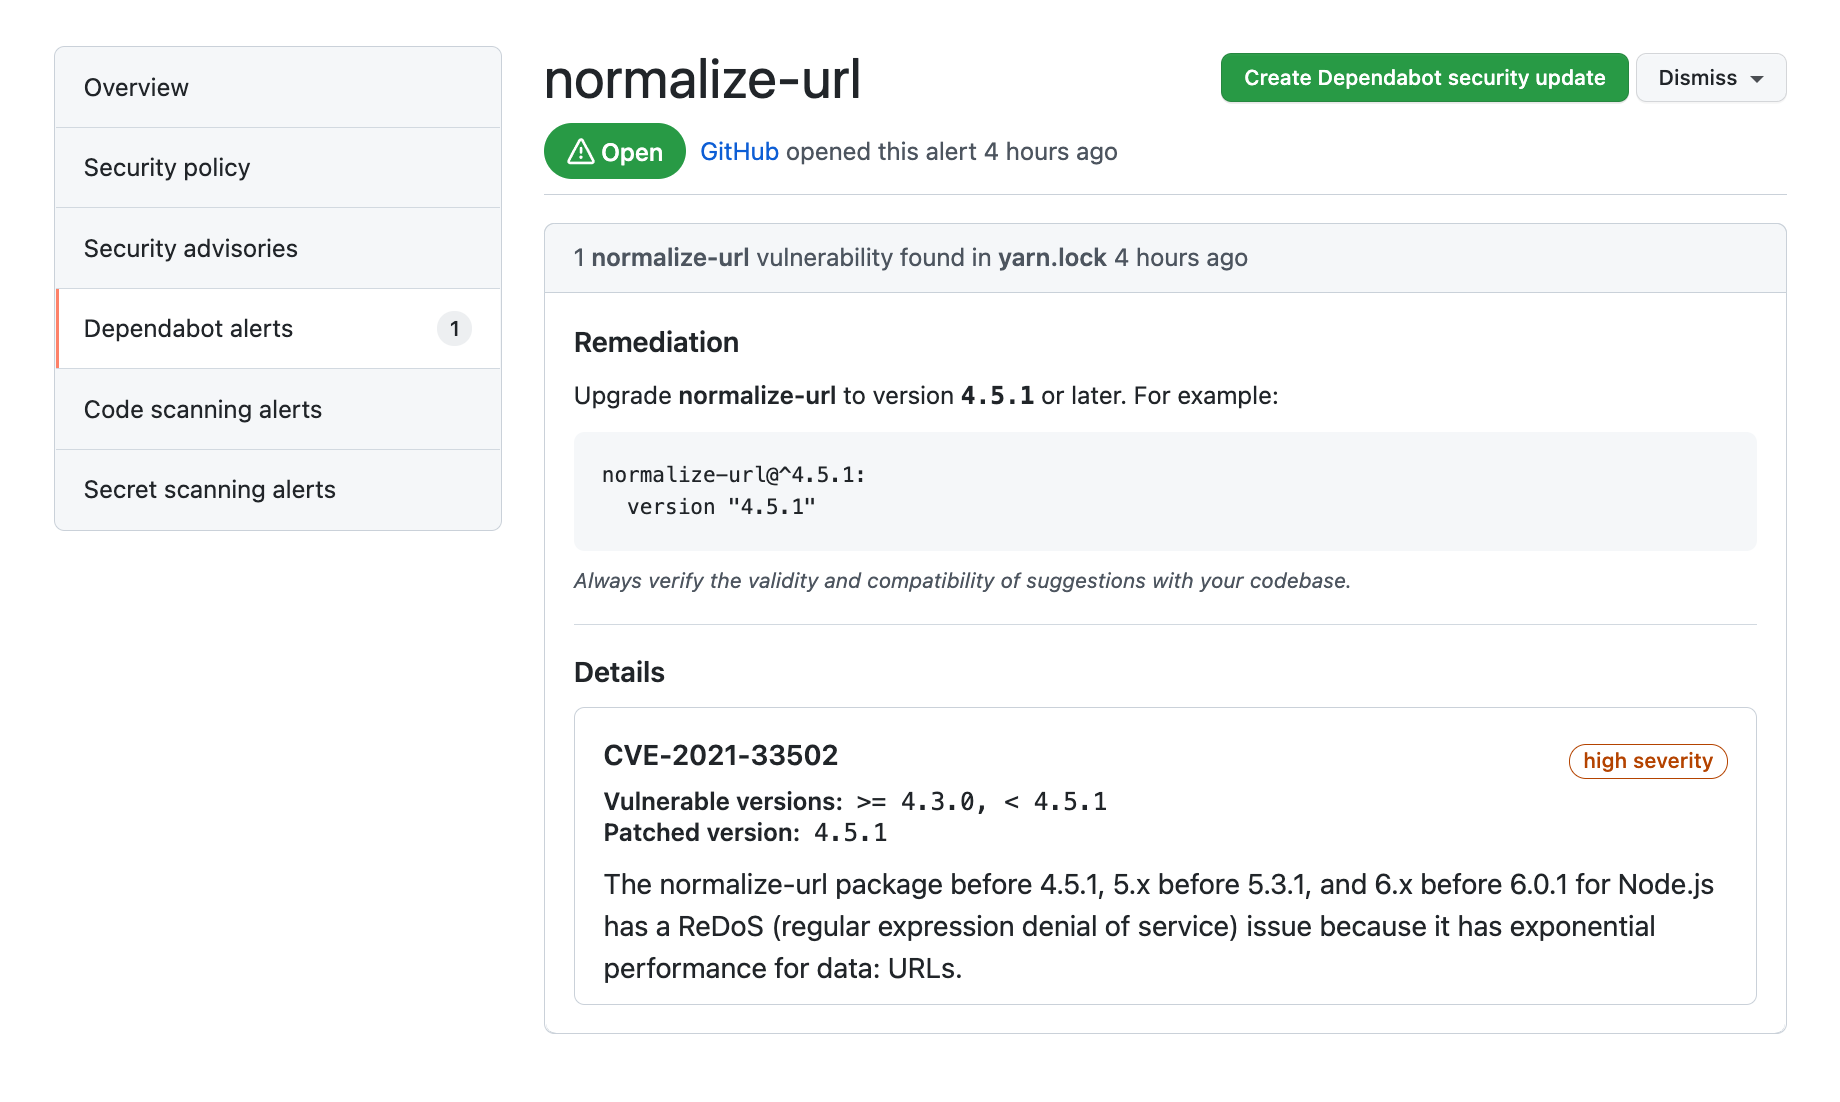 Overview
Security policy
Security advisories
Dependabot alerts 1
Code scanning alerts
Secret scanning alerts
normalize-url
Create Dependabot security update
Dismiss
Open
GitHub opened this alert 4 hours ago
1 normalize-url vulnerability found in yarn.lock 4 hours ago
Remediation
Upgrade normalize-url to version 4.5.1 or later. For example:
normalize-url@^4.5.1:
  version "4.5.1"
Always verify the validity and compatibility of suggestions with your codebase.
Details
CVE-2021-33502
high severity
Vulnerable versions: >= 4.3.0, < 4.5.1
Patched version: 4.5.1
The normalize-url package before 4.5.1, 5.x before 5.3.1, and 6.x before 6.0.1 for Node.js
has a ReDoS (regular expression denial of service) issue because it has exponential
performance for data: URLs.